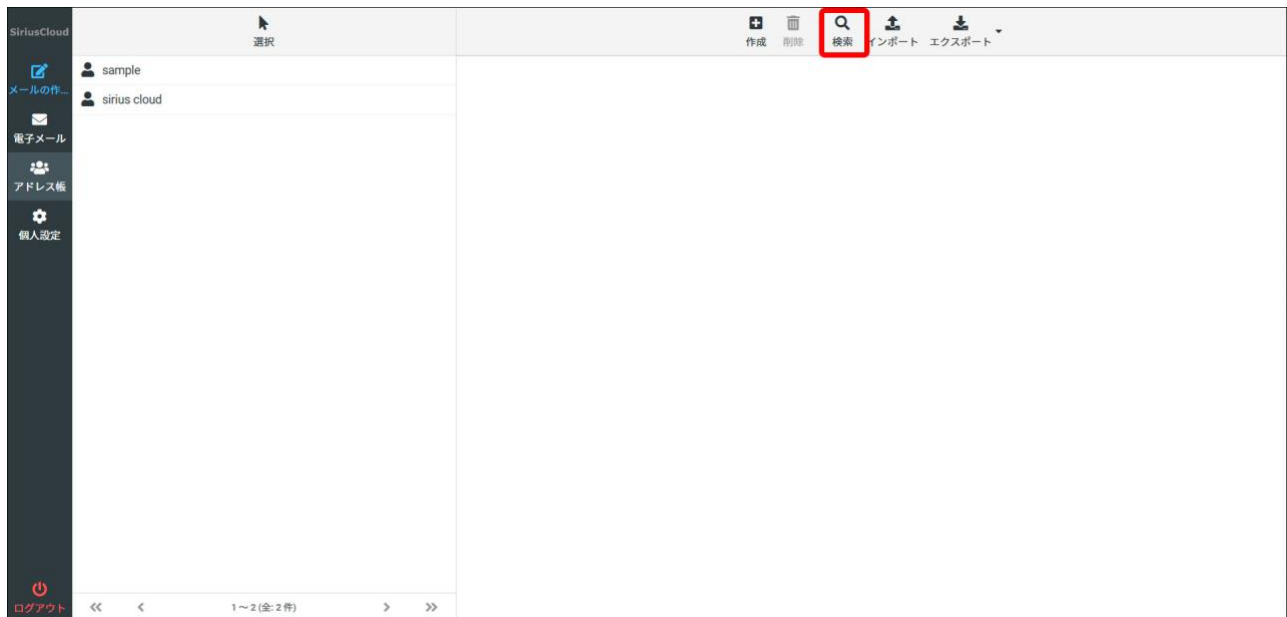 SiriusCloud
メールの作...
電子メール
アドレス帳
個人設定
ログアウト
選択
sample
sirius cloud
1～2 (全: 2 件)
作成
削除
検索
インポート
エクスポート